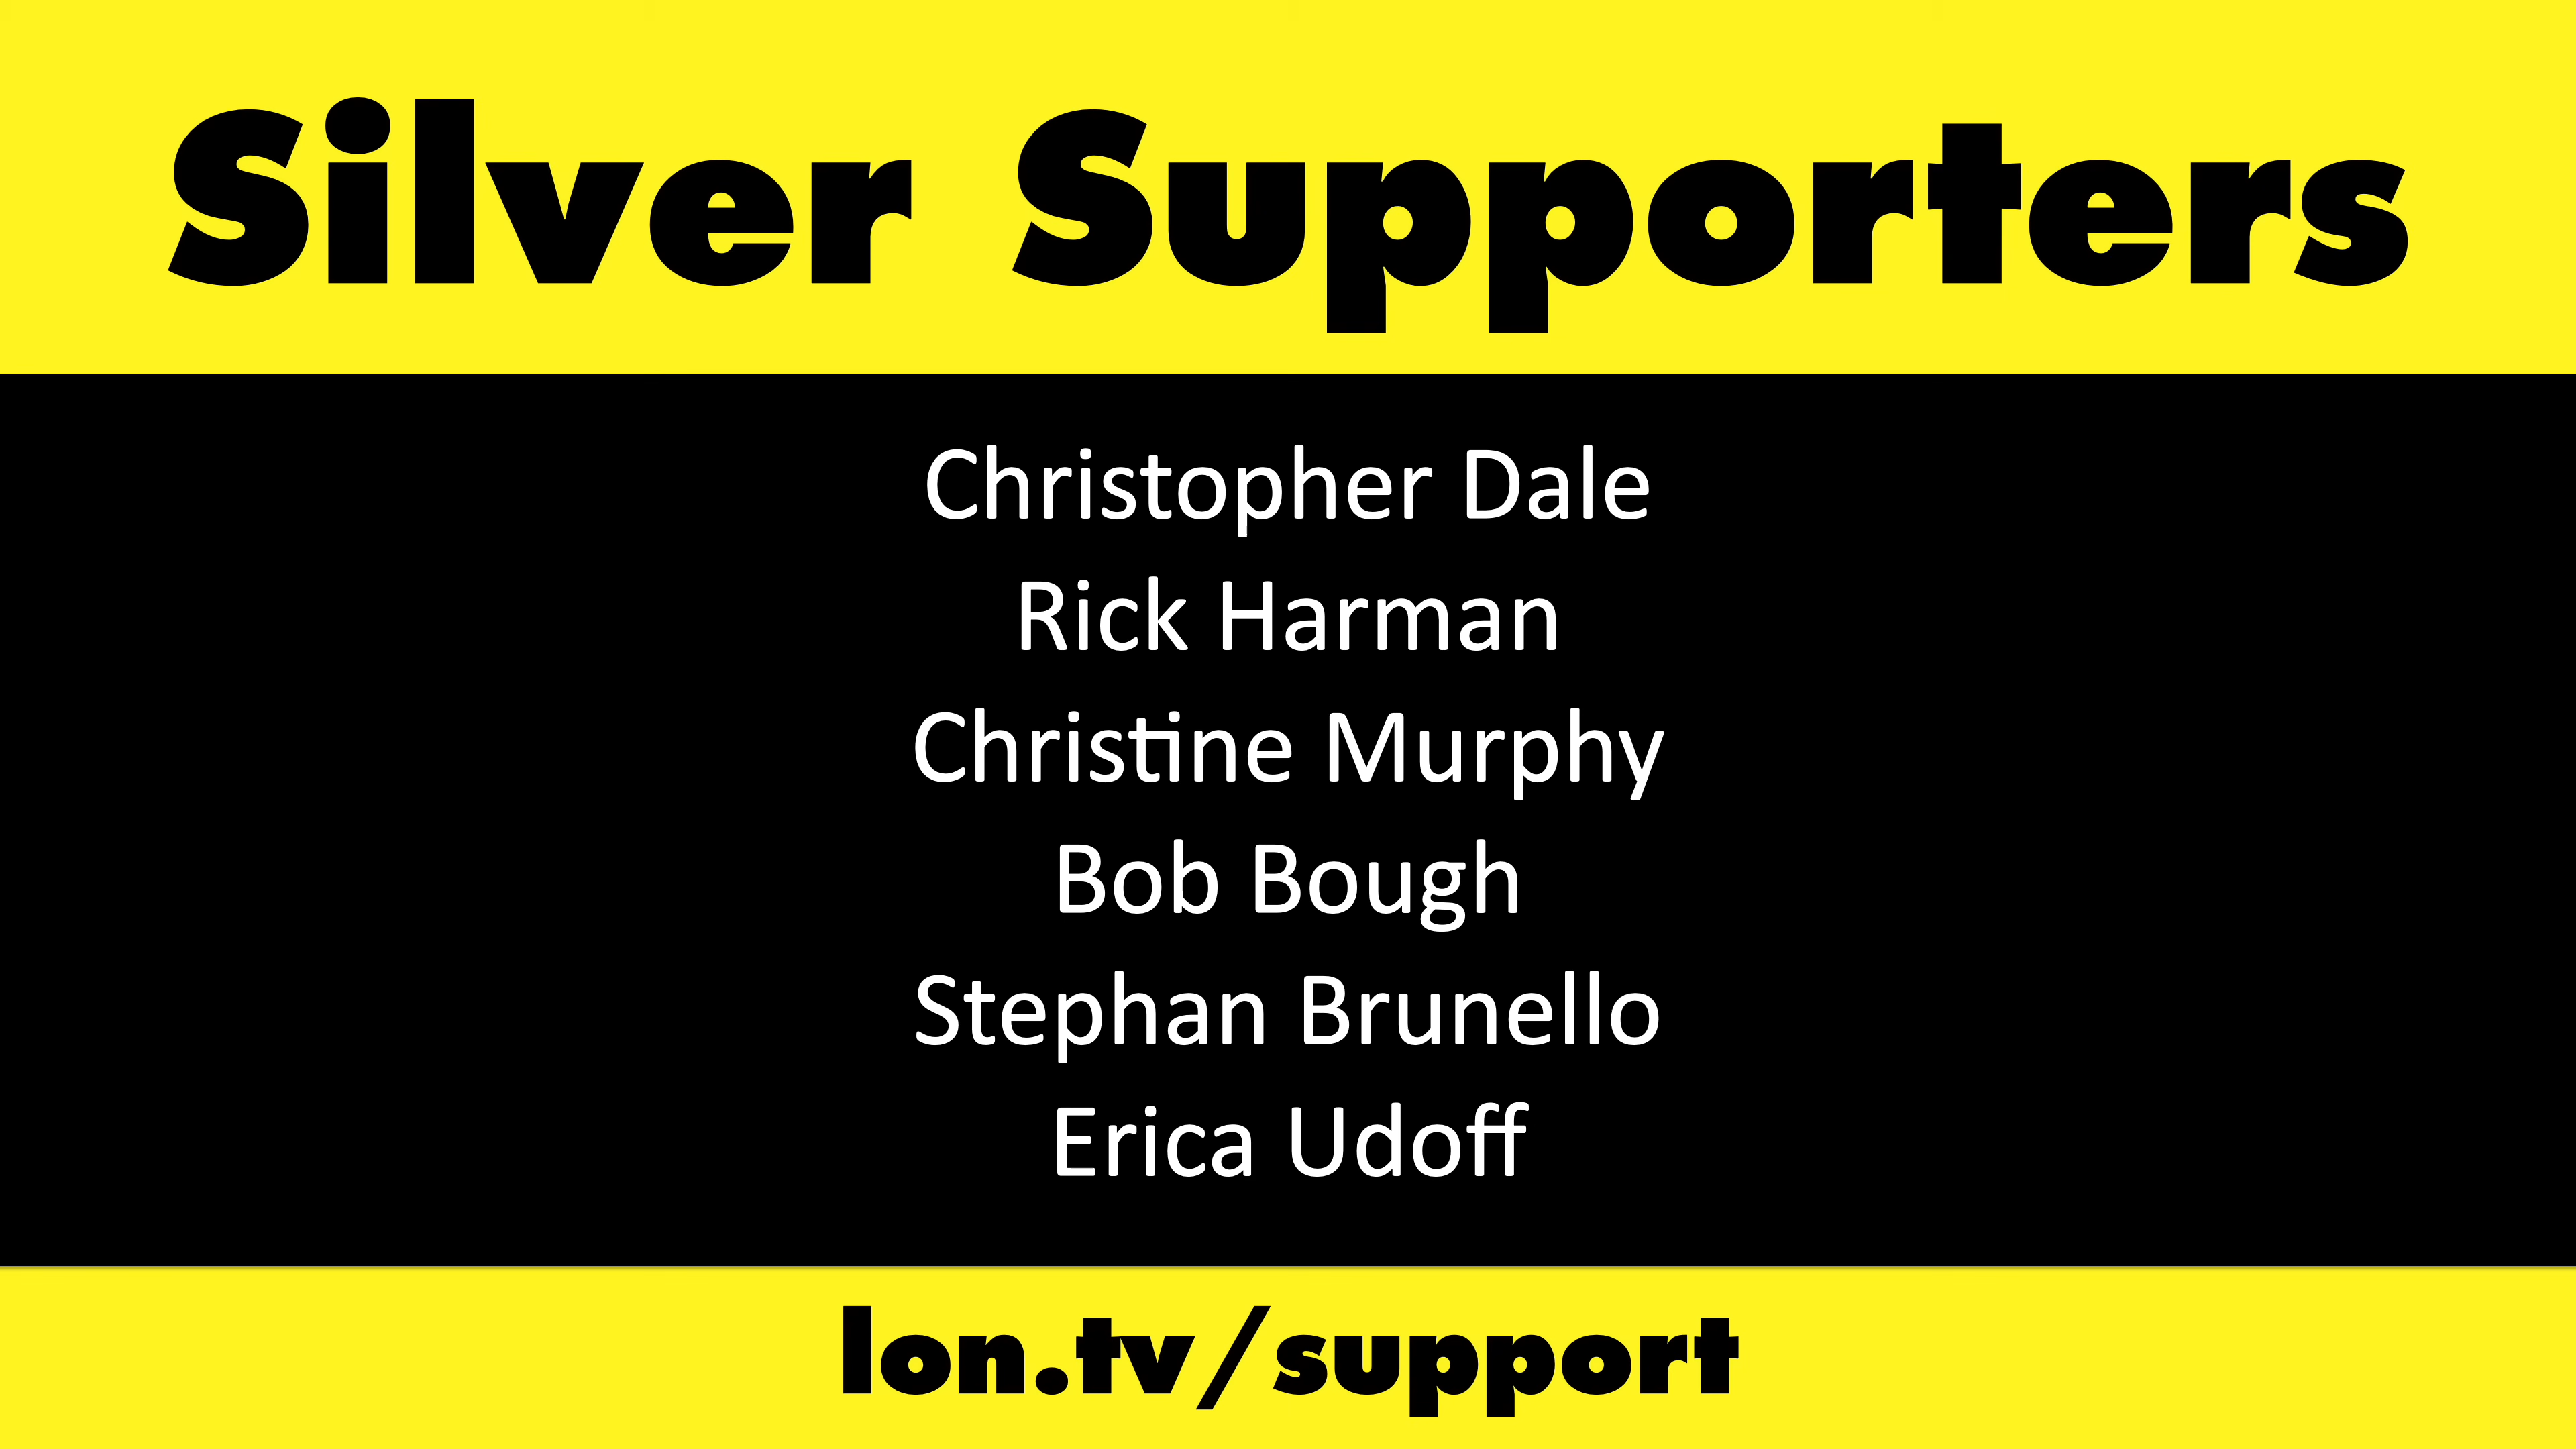 Silver Supporters
Christopher Dale
Rick Harman
Christine Murphy
Bob Bough
Stephan Brunello
Erica Udoff
lon.tv/support